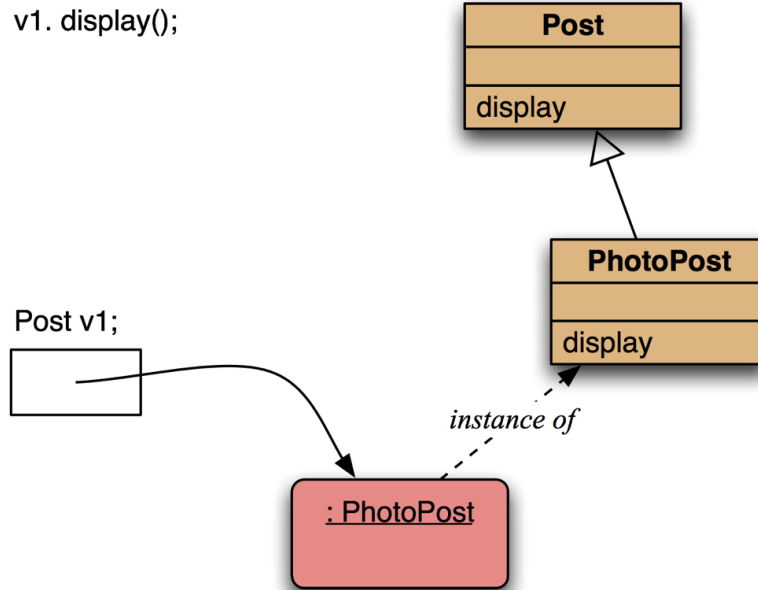 v1. display();
Post
display
PhotoPost
display
Post v1;
instance of
: PhotoPost